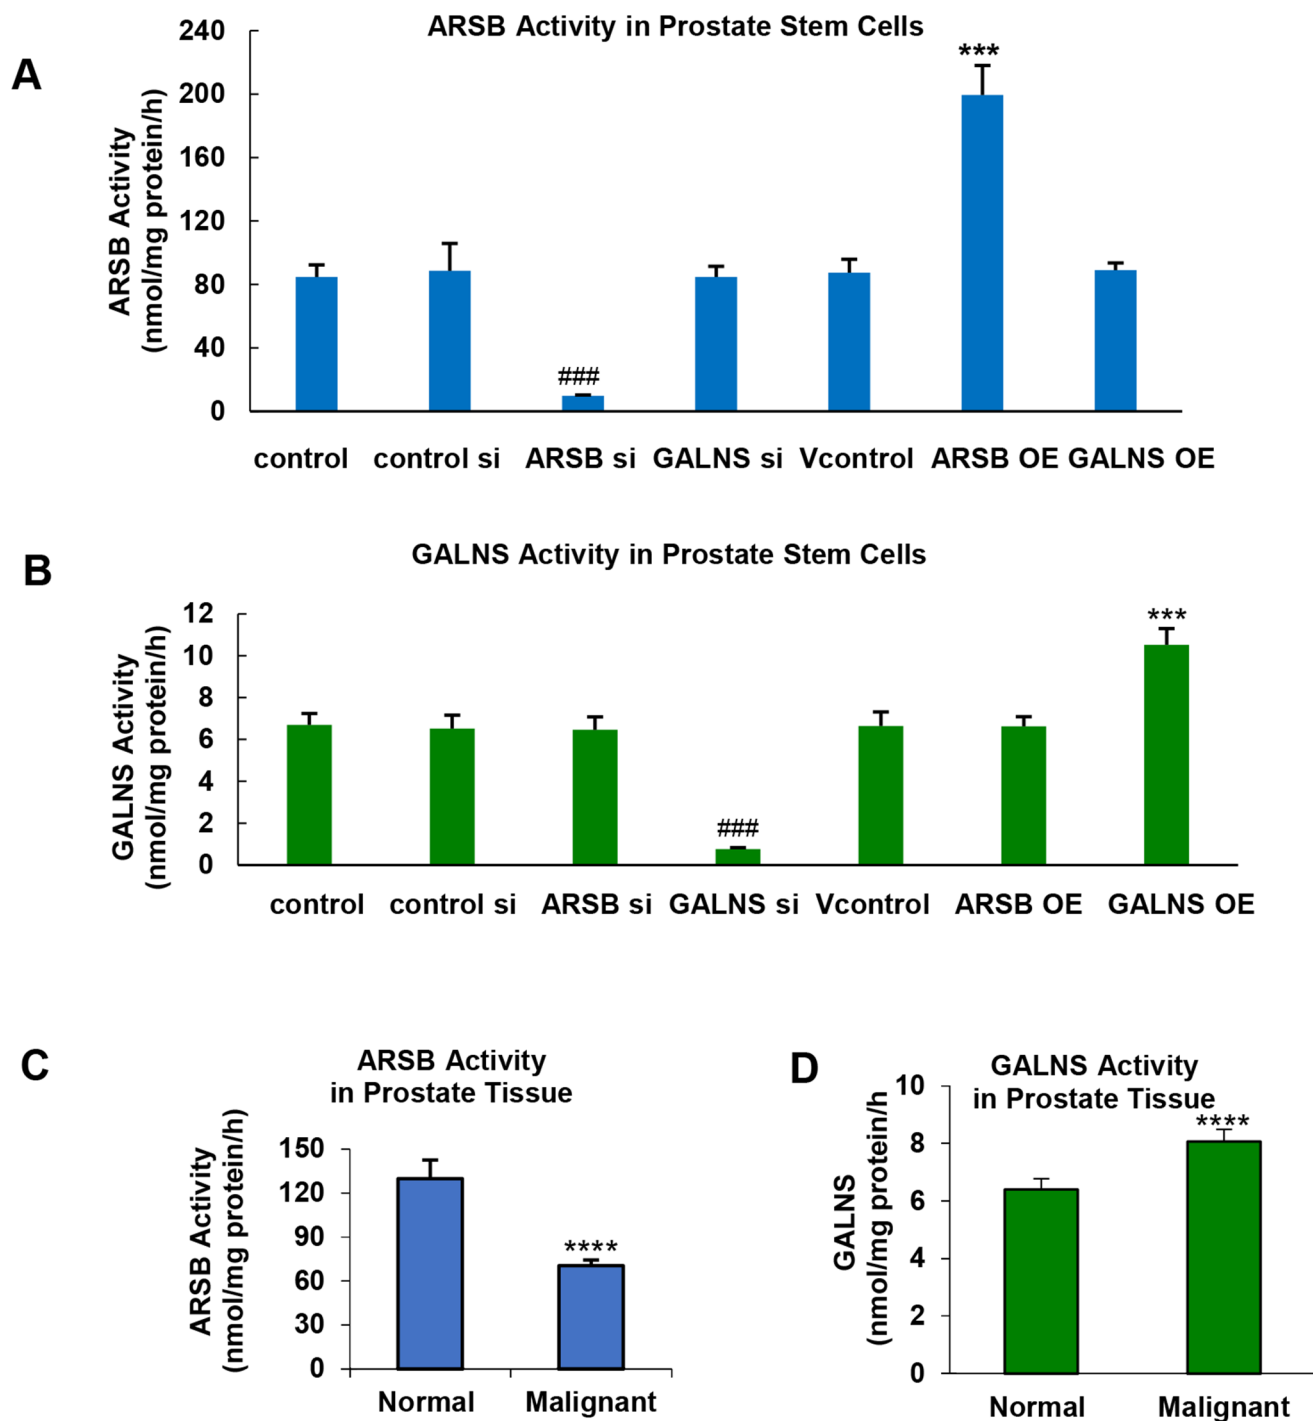 A
ARSB Activity in Prostate Stem Cells
ARSB Activity
(nmol/mg protein/h)
240
200
160
120
80
40
0
###
***
control control si ARSB si GALNS si Vcontrol ARSB OE GALNS OE
B
GALNS Activity in Prostate Stem Cells
GALNS Activity
(nmol/mg protein/h)
12
10
8
6
4
2
0
###
***
control control si ARSB si GALNS si Vcontrol ARSB OE GALNS OE
C
ARSB Activity
in Prostate Tissue
ARSB Activity
(nmol/mg protein/h)
150
120
90
60
30
0
****
Normal Malignant
D
GALNS Activity
in Prostate Tissue
GALNS
(nmol/mg protein/h
10
8
6
4
2
0
****
Normal Malignant